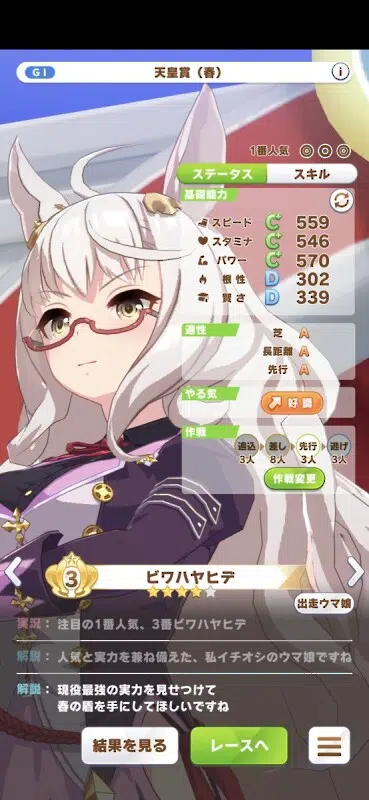 GI 天皇賞（春） i
1番人気 ◎ ◎ ◎
ステータス スキル
基礎能力
スピード C+ 559
スタミナ C+ 546
パワー C+ 570
根性 D 302
賢さ D 339
適性
芝 A
長距離 A
先行 A
やる気 好調
作戦
追込 差し 先行 逃げ
3人 8人 3人 3人
作戦変更
3 ビワハヤヒデ
出走ウマ娘
実況： 注目の1番人気、3番ビワハヤヒデ
解説： 人気と実力を兼ね備えた、私イチオシのウマ娘ですね
解説： 現役最強の実力を見せつけて
春の盾を手にしてほしいですね
結果を見る レースへ